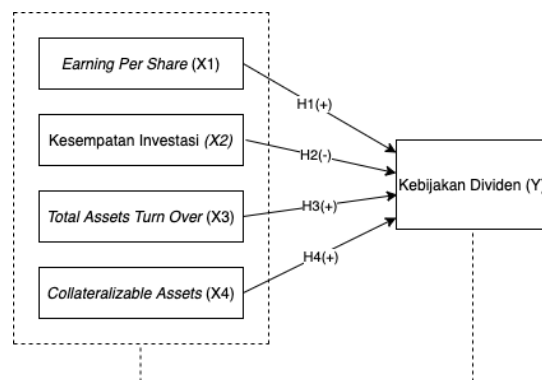 Earning Per Share (X1)
H1(+)
Kesempatan Investasi (X2)
H2(-)
Kebijakan Dividen (Y)
Total Assets Turn Over (X3)
H3(+)
H4(+)
Collateralizable Assets (X4)